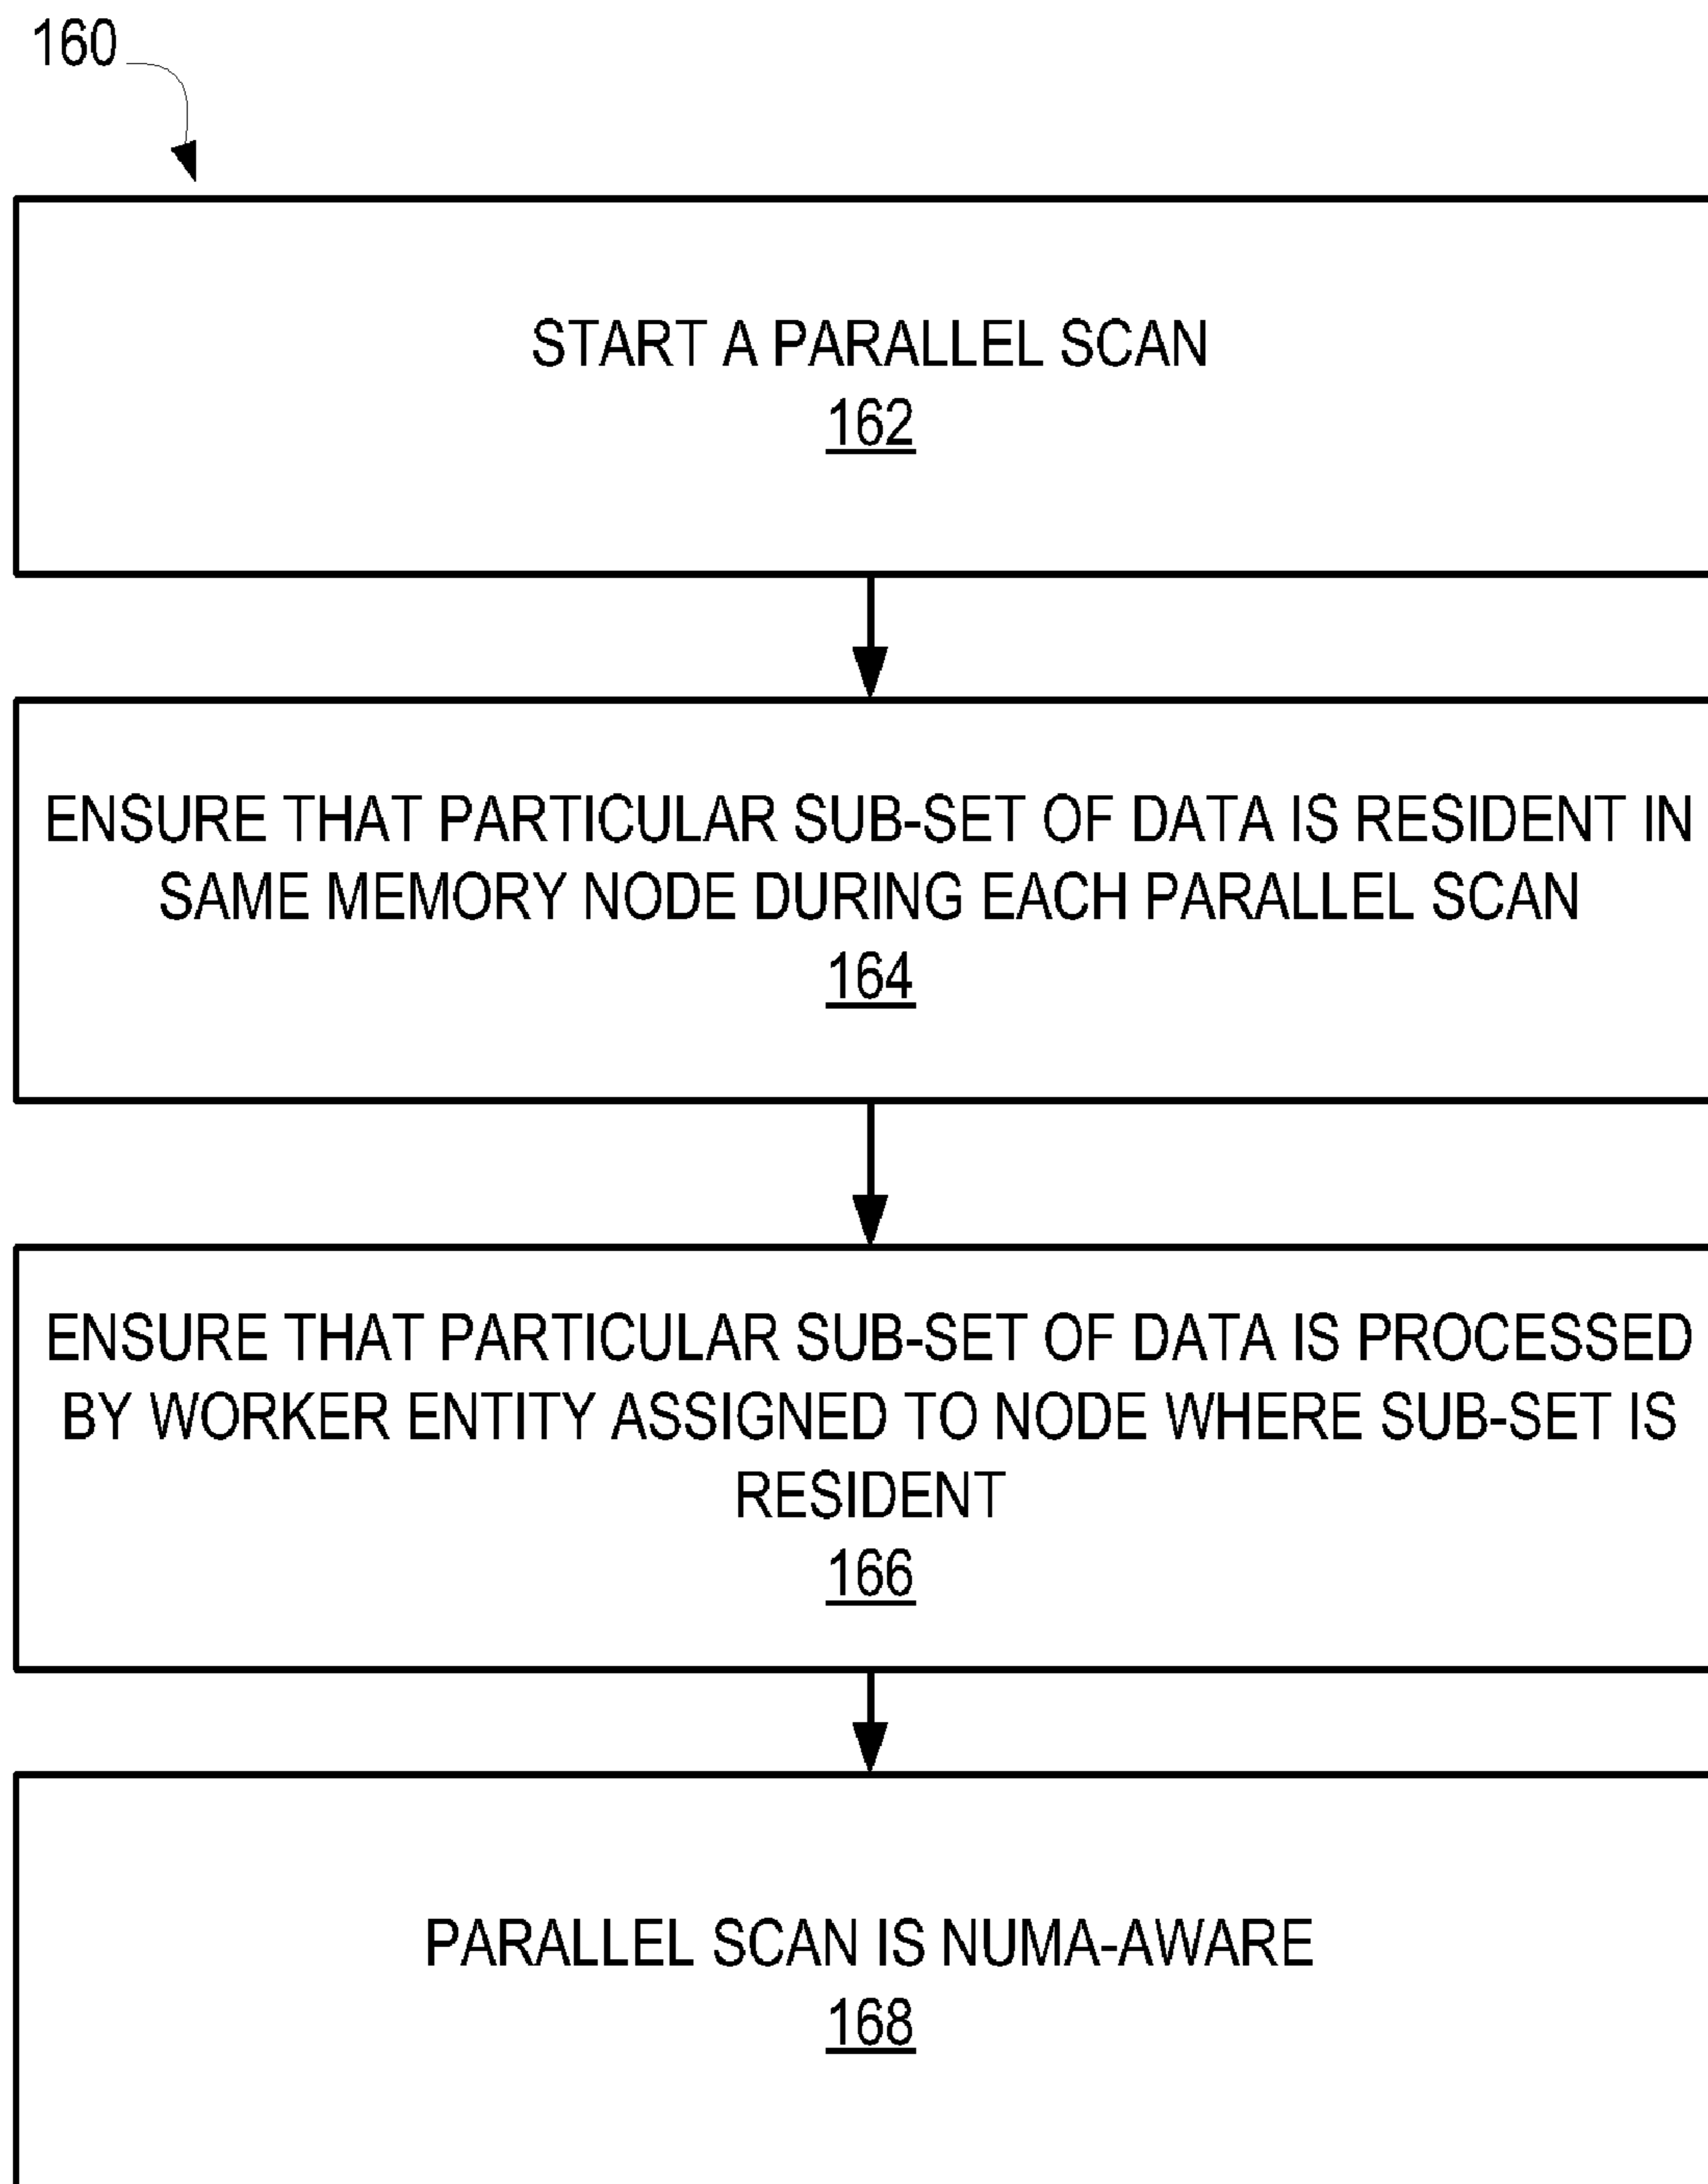 160
START A PARALLEL SCAN
162
ENSURE THAT PARTICULAR SUB-SET OF DATA IS RESIDENT IN
SAME MEMORY NODE DURING EACH PARALLEL SCAN
164
ENSURE THAT PARTICULAR SUB-SET OF DATA IS PROCESSED
BY WORKER ENTITY ASSIGNED TO NODE WHERE SUB-SET IS
RESIDENT
166
PARALLEL SCAN IS NUMA-AWARE
168